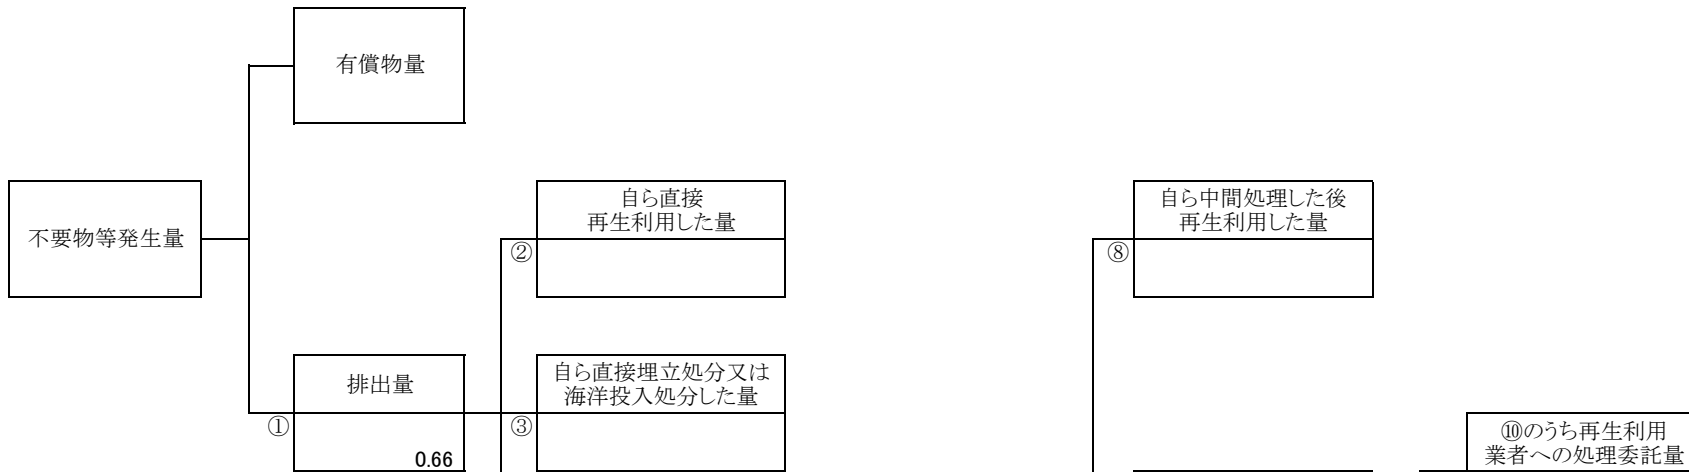 有償物量
不要物等発生量
自ら直接
再生利用した量
②
自ら中間処理した後
再生利用した量
⑧
排出量
①
0.66
自ら直接埋立処分又は
海洋投入処分した量
③
⑩のうち再生利用
業者への処理委託量